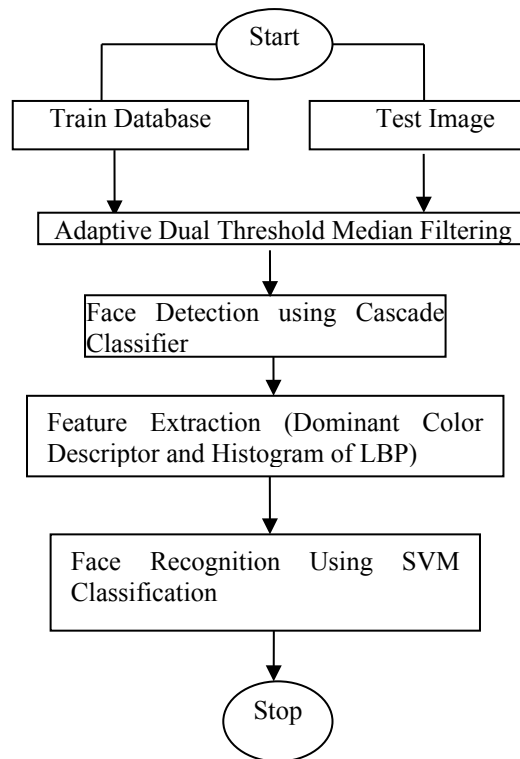 Start
Train Database
Test Image
Adaptive Dual Threshold Median Filtering
Face Detection using Cascade
Classifier
Feature Extraction (Dominant Color
Descriptor and Histogram of LBP)
Face Recognition Using SVM
Classification
Stop